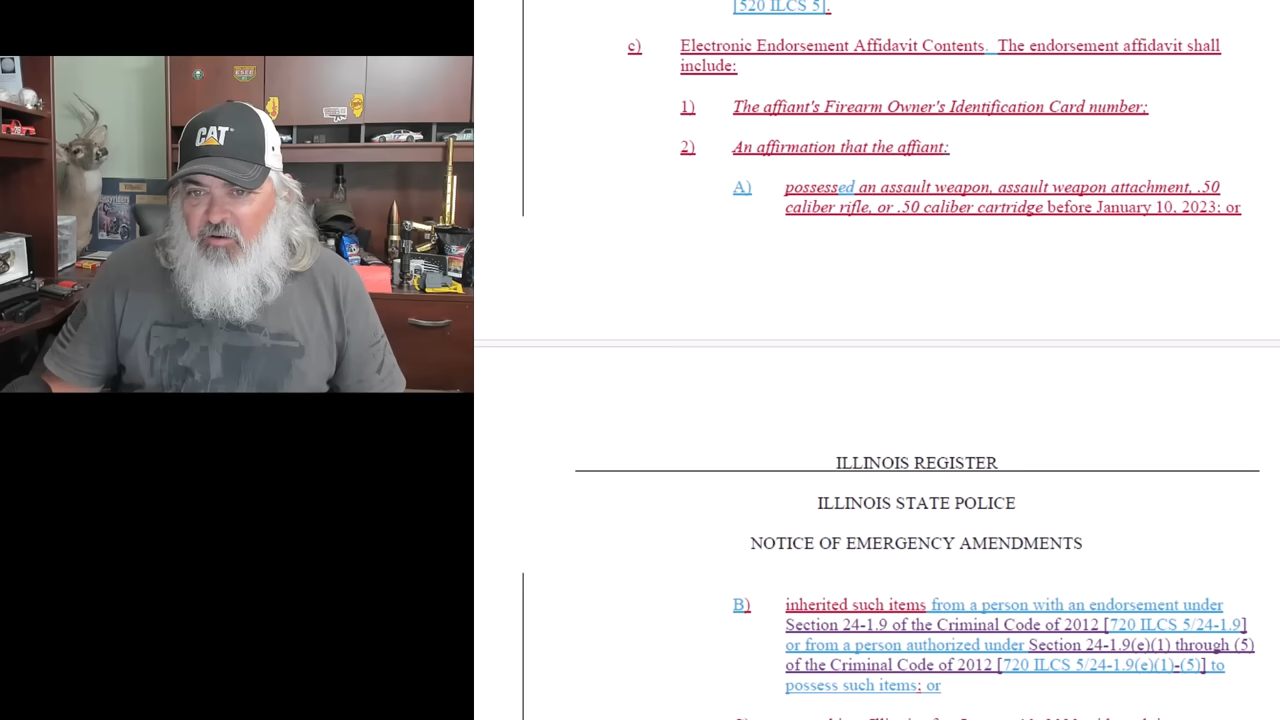 [520 ILCS 5].
c) Electronic Endorsement Affidavit Contents. The endorsement affidavit shall
include:
1) The affiant's Firearm Owner's Identification Card number;
2) An affirmation that the affiant:
A) possessed an assault weapon, assault weapon attachment, .50
caliber rifle, or .50 caliber cartridge before January 10, 2023; or
ILLINOIS REGISTER
ILLINOIS STATE POLICE
NOTICE OF EMERGENCY AMENDMENTS
B) inherited such items from a person with an endorsement under
Section 24-1.9 of the Criminal Code of 2012 [720 ILCS 5/24-1.9]
or from a person authorized under Section 24-1.9(e)(1) through (5)
of the Criminal Code of 2012 [720 ILCS 5/24-1.9(e)(1)-(5)] to
possess such items; or
CAT